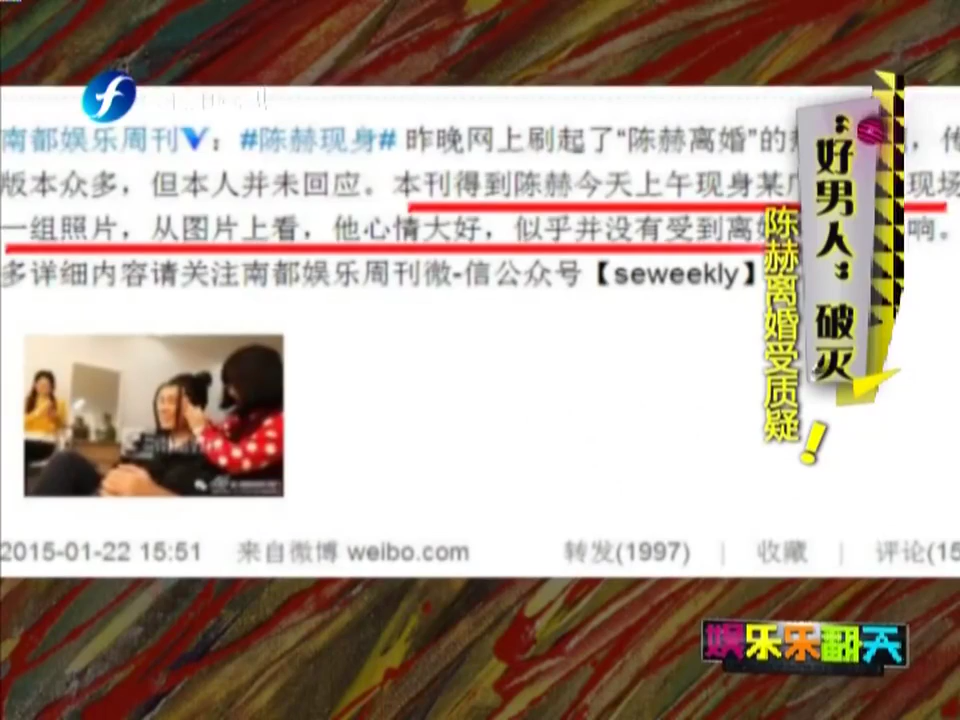 南都娱乐周刊V：#陈赫现身# 昨晚网上刷起了“陈赫离婚”的 ，传
版本众多，但本人并未回应。本刊得到陈赫今天上午现身某广 现场
一组照片，从图片上看，他心情大好，似乎并没有受到离婚 响。
多详细内容请关注南都娱乐周刊微-信公众号【seweekly】
2015-01-22 15:51 来自微博 weibo.com 转发(1997) | 收藏 | 评论(15
“好男人”破灭
陈赫离婚受质疑！
娱乐乐翻天